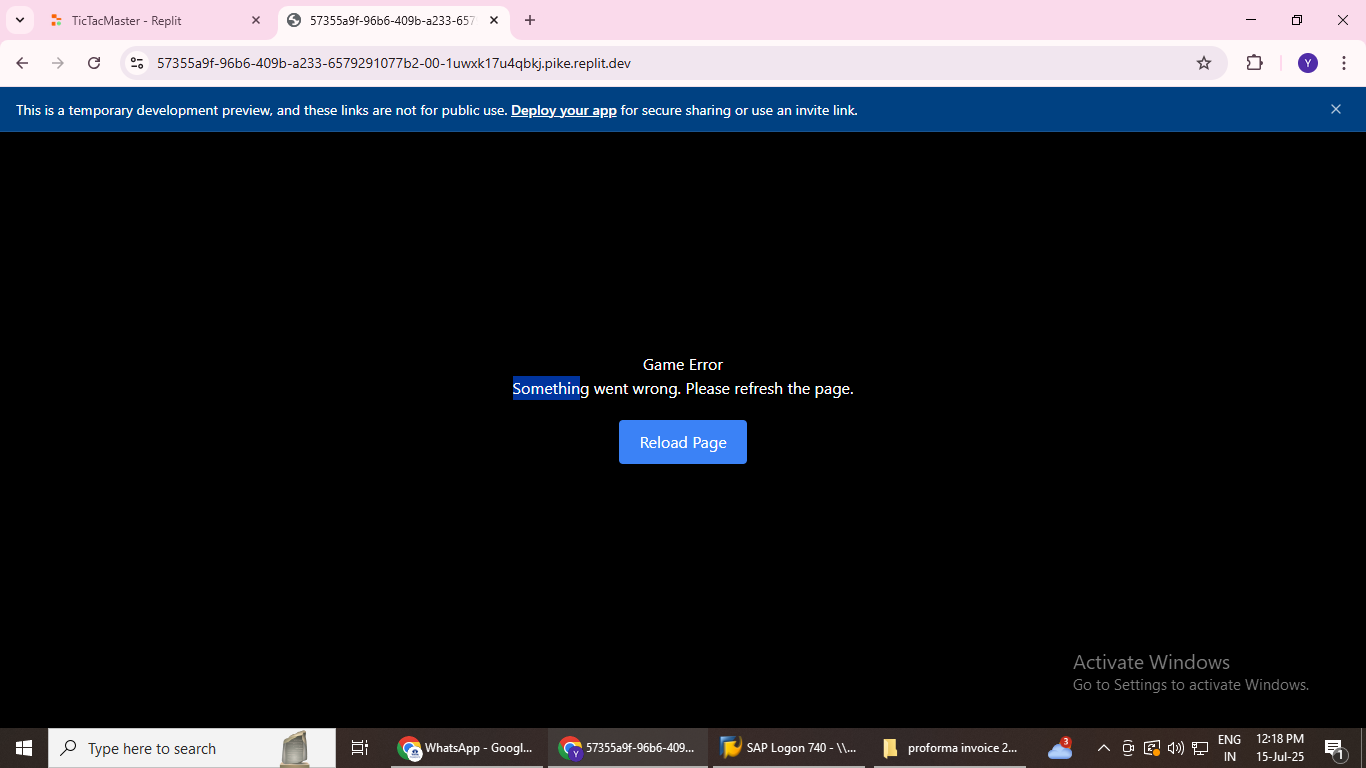 TicTacMaster - Replit
57355a9f-96b6-409b-a233-657
57355a9f-96b6-409b-a233-6579291077b2-00-1uwxk17u4qbkj.pike.replit.dev
Y
This is a temporary development preview, and these links are not for public use. Deploy your app for secure sharing or use an invite link.
Game Error
Something went wrong. Please refresh the page.
Reload Page
Activate Windows
Go to Settings to activate Windows.
Type here to search
WhatsApp - Googl...
Y
57355a9f-96b6-409...
SAP Logon 740 - \\...
proforma invoice 2...
3
ENG
IN
12:18 PM
15-Jul-25
1